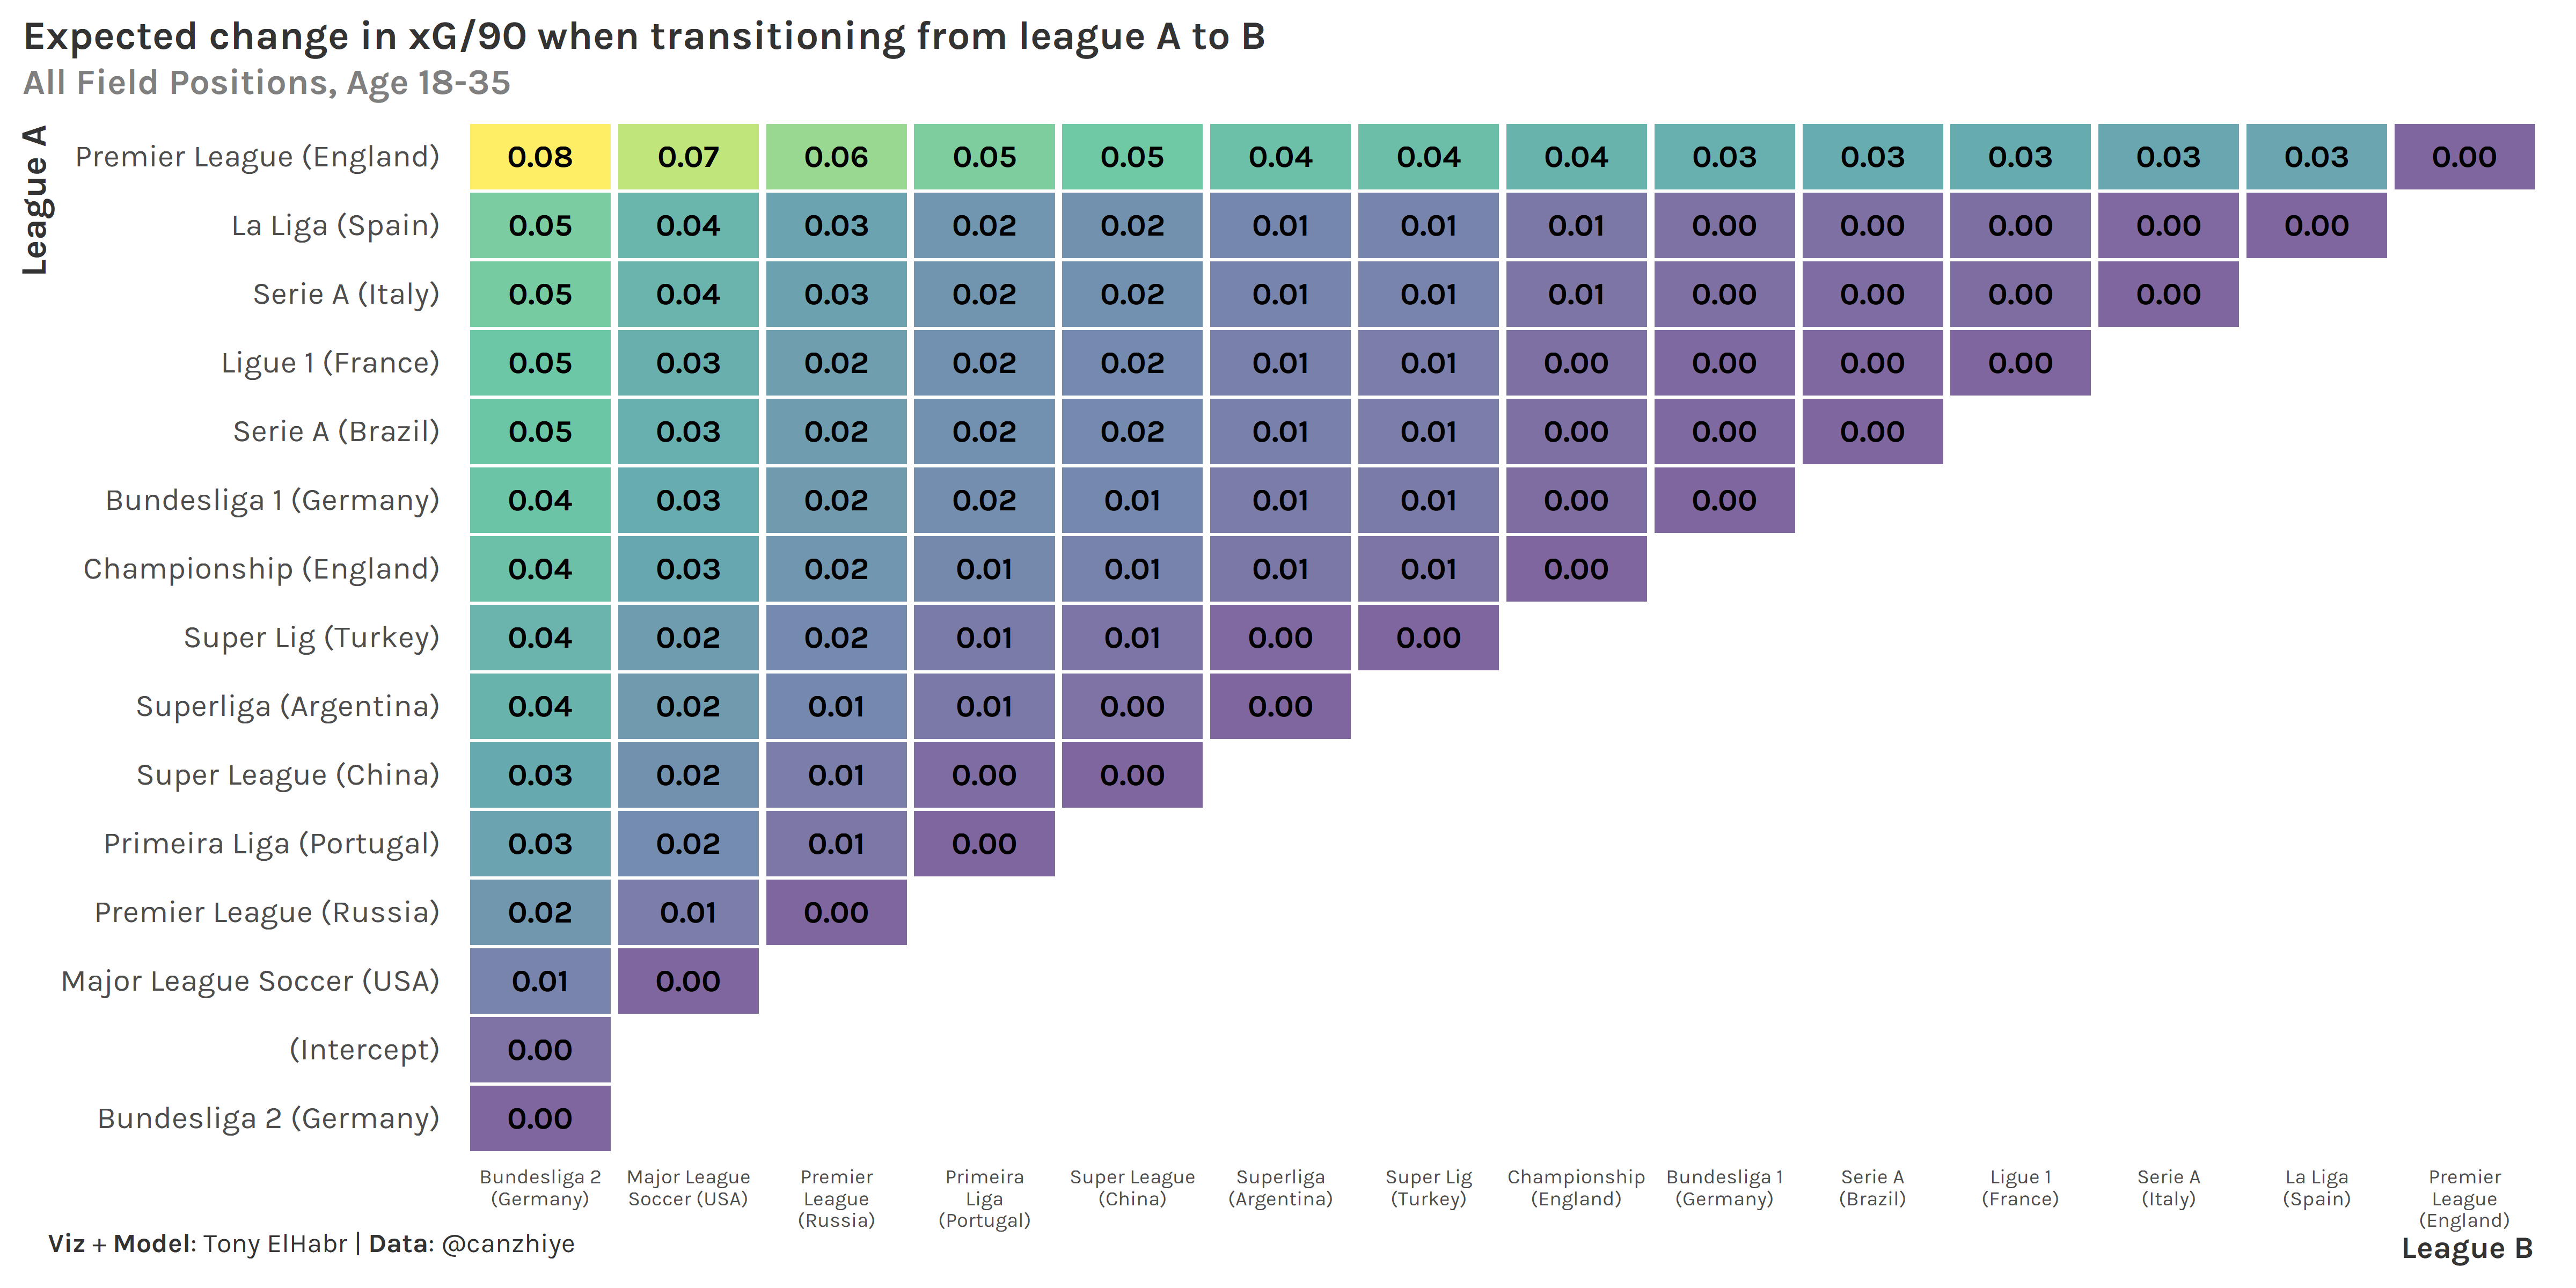 Expected change in xG/90 when transitioning from league A to B
All Field Positions, Age 18-35
League A
Premier League (England) 0.08 0.07 0.06 0.05 0.05 0.04 0.04 0.04 0.03 0.03 0.03 0.03 0.03 0.00
La Liga (Spain) 0.05 0.04 0.03 0.02 0.02 0.01 0.01 0.01 0.00 0.00 0.00 0.00 0.00
Serie A (Italy) 0.05 0.04 0.03 0.02 0.02 0.01 0.01 0.01 0.00 0.00 0.00 0.00
Ligue 1 (France) 0.05 0.03 0.02 0.02 0.02 0.01 0.01 0.00 0.00 0.00 0.00
Serie A (Brazil) 0.05 0.03 0.02 0.02 0.02 0.01 0.01 0.00 0.00 0.00
Bundesliga 1 (Germany) 0.04 0.03 0.02 0.02 0.01 0.01 0.01 0.00 0.00
Championship (England) 0.04 0.03 0.02 0.01 0.01 0.01 0.01 0.00
Super Lig (Turkey) 0.04 0.02 0.02 0.01 0.01 0.00 0.00
Superliga (Argentina) 0.04 0.02 0.01 0.01 0.00 0.00
Super League (China) 0.03 0.02 0.01 0.00 0.00
Primeira Liga (Portugal) 0.03 0.02 0.01 0.00
Premier League (Russia) 0.02 0.01 0.00
Major League Soccer (USA) 0.01 0.00
(Intercept) 0.00
Bundesliga 2 (Germany) 0.00
Bundesliga 2
(Germany)
Major League
Soccer (USA)
Premier
League
(Russia)
Primeira
Liga
(Portugal)
Super League
(China)
Superliga
(Argentina)
Super Lig
(Turkey)
Championship
(England)
Bundesliga 1
(Germany)
Serie A
(Brazil)
Ligue 1
(France)
Serie A
(Italy)
La Liga
(Spain)
Premier
League
(England)
League B
Viz + Model: Tony ElHabr | Data: @canzhiye